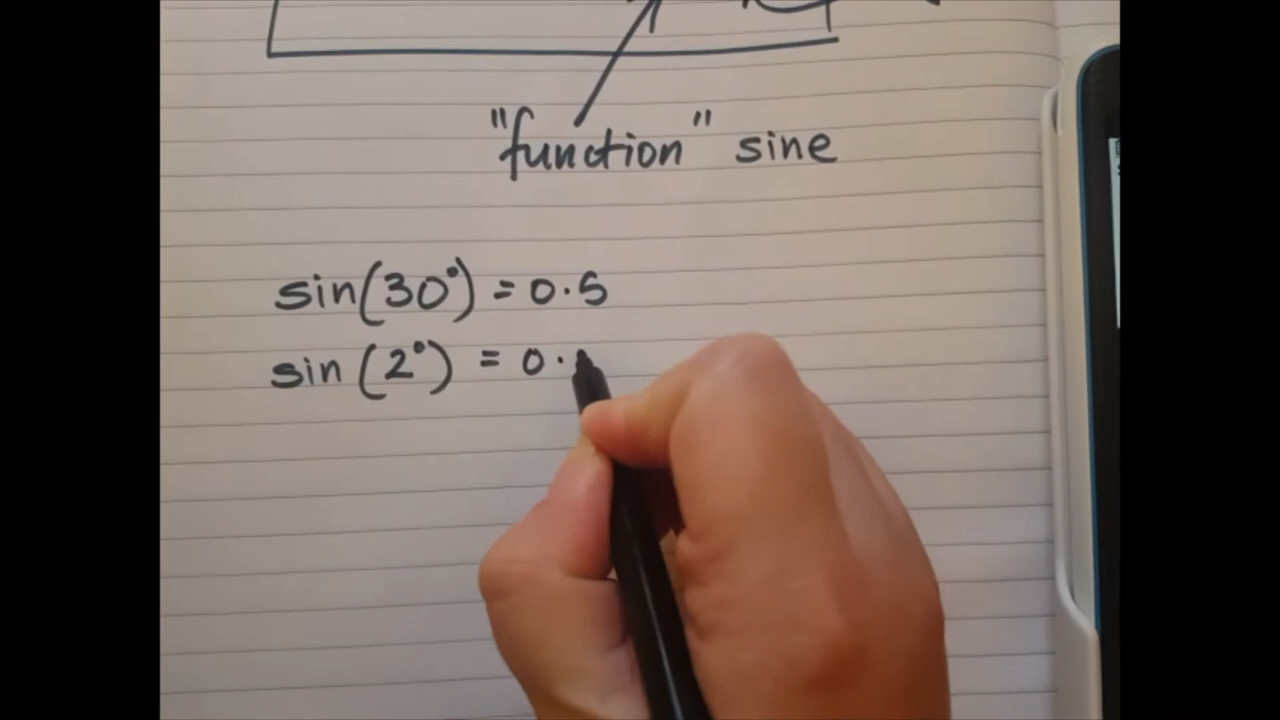 "function" sine
sin(30°) = 0.5
sin (2°) = 0.